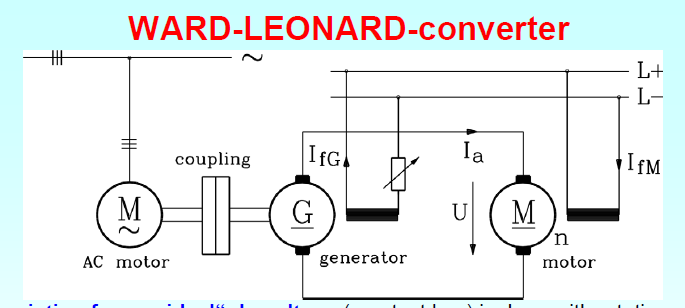 WARD-LEONARD-converter
~
L+
L–
coupling
IfG
Ia
IfM
M
~
G
U
M
n
AC motor
generator
motor